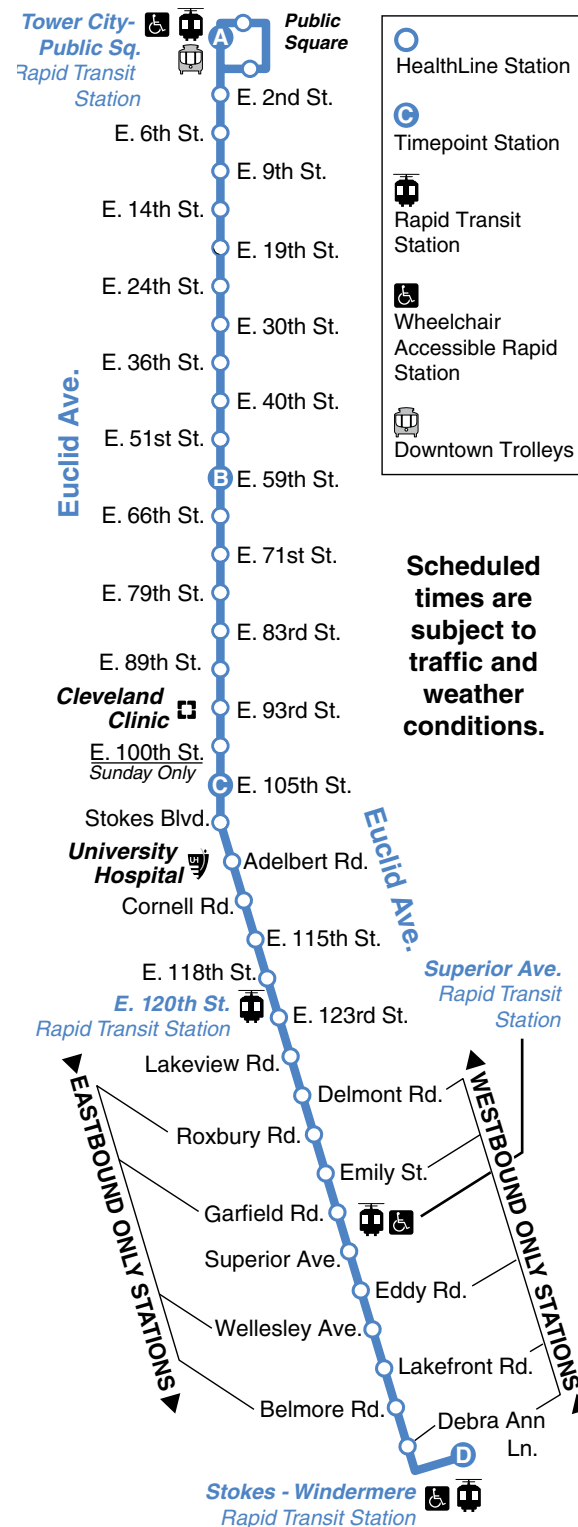 Tower City-
Public Sq.
Rapid Transit
Station
A
Public
Square
E. 2nd St.
E. 6th St.
E. 9th St.
E. 14th St.
E. 19th St.
E. 24th St.
E. 30th St.
E. 36th St.
E. 40th St.
E. 51st St.
B
E. 59th St.
E. 66th St.
E. 71st St.
E. 79th St.
E. 83rd St.
E. 89th St.
Cleveland
Clinic
E. 93rd St.
E. 100th St.
Sunday Only
C
E. 105th St.
Stokes Blvd.
University
Hospital
UH
Adelbert Rd.
Cornell Rd.
E. 115th St.
E. 118th St.
E. 120th St.
Rapid Transit Station
E. 123rd St.
Lakeview Rd.
Delmont Rd.
Roxbury Rd.
Emily St.
Garfield Rd.
Superior Ave.
Eddy Rd.
Wellesley Ave.
Lakefront Rd.
Belmore Rd.
Debra Ann
Ln.
D
Stokes - Windermere
Rapid Transit Station
Euclid Ave.
Euclid Ave.
Superior Ave.
Rapid Transit
Station
EASTBOUND ONLY STATIONS
WESTBOUND ONLY STATIONS
HealthLine Station
C
Timepoint Station
Rapid Transit
Station
Wheelchair
Accessible Rapid
Station
Downtown Trolleys
Scheduled
times are
subject to
traffic and
weather
conditions.